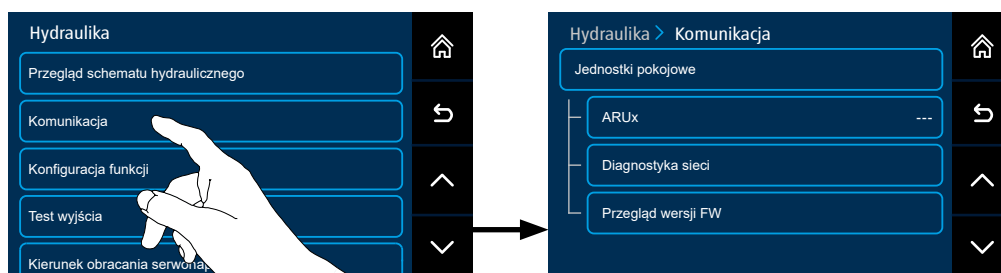 Hydraulika
Przegląd schematu hydraulicznego
Komunikacja
Konfiguracja funkcji
Test wyjścia
Kierunek obracania
Hydraulika > Komunikacja
Jednostki pokojowe
ARUx ---
Diagnostyka sieci
Przegląd wersji FW